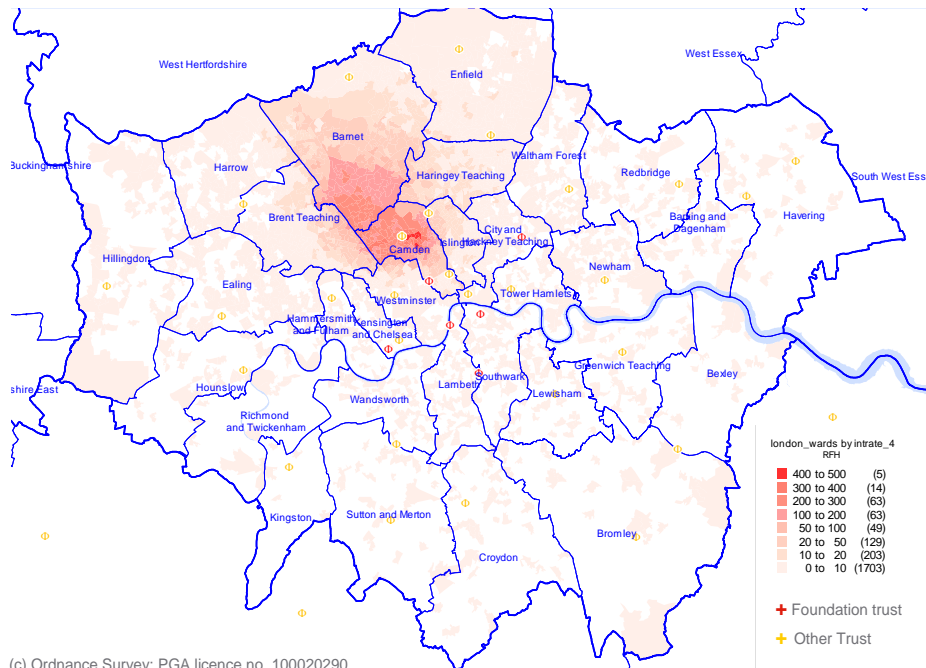 West Hertfordshire
West Essex
Enfield
Barnet
Buckinghamshire
Harrow
Haringey Teaching
Waltham Forest
Redbridge
South West Ess
Brent Teaching
Havering
Barking and
Dagenham
City and
Hackney Teaching
Islington
Camden
Hillingdon
Newham
Ealing
Westminster
Tower Hamlets
Hammersmith
and Fulham
Kensington
and Chelsea
Greenwich Teaching
Bexley
shire East
Hounslow
Southwark
Lambeth
Lewisham
Wandsworth
Richmond
and Twickenham
Kingston
Sutton and Merton
Bromley
Croydon
london_wards by intrate_4
RFH
400 to 500 (5)
300 to 400 (14)
200 to 300 (63)
100 to 200 (63)
50 to 100 (49)
20 to 50 (129)
10 to 20 (203)
0 to 10 (1703)
Foundation trust
Other Trust
(c) Ordnance Survey: PGA licence no. 100020290